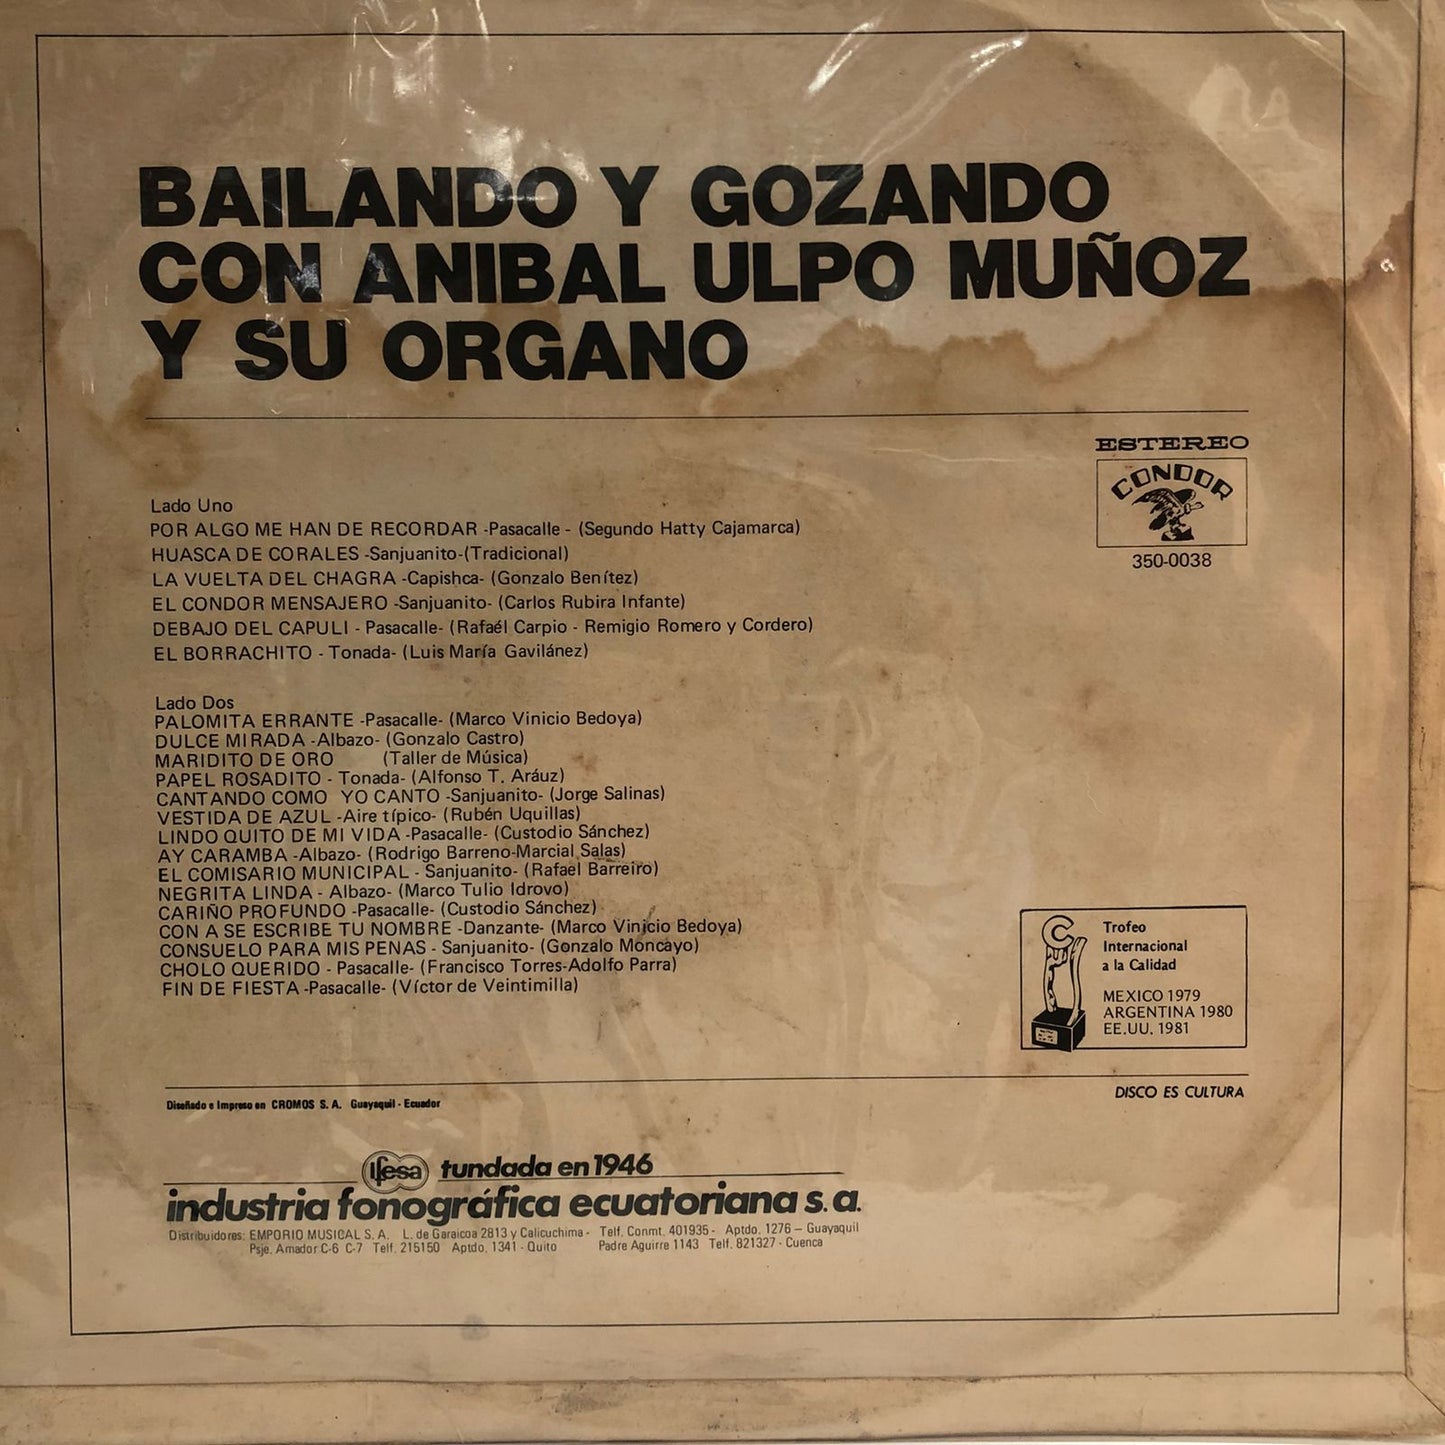 BAILANDO Y GOZANDO
CON ANIBAL ULPO MUÑOZ
Y SU ORGANO
ESTEREO
CONDOR
350-0038
Lado Uno
POR ALGO ME HAN DE RECORDAR -Pasacalle - (Segundo Hatty Cajamarca)
HUASCA DE CORALES -Sanjuanito-(Tradicional)
LA VUELTA DEL CHAGRA -Capishca- (Gonzalo Benítez)
EL CONDOR MENSAJERO -Sanjuanito- (Carlos Rubira Infante)
DEBAJO DEL CAPULI - Pasacalle- (Rafaél Carpio - Remigio Romero y Cordero)
EL BORRACHITO - Tonada- (Luis María Gavilánez)
Lado Dos
PALOMITA ERRANTE -Pasacalle- (Marco Vinicio Bedoya)
DULCE MIRADA -Albazo- (Gonzalo Castro)
MARIDITO DE ORO (Taller de Música)
PAPEL ROSADITO - Tonada- (Alfonso T. Aráuz)
CANTANDO COMO YO CANTO -Sanjuanito- (Jorge Salinas)
VESTIDA DE AZUL -Aire típico- (Rubén Uquillas)
LINDO QUITO DE MI VIDA -Pasacalle- (Custodio Sánchez)
AY CARAMBA -Albazo- (Rodrigo Barreno-Marcial Salas)
EL COMISARIO MUNICIPAL - Sanjuanito- (Rafael Barreiro)
NEGRITA LINDA - Albazo- (Marco Tulio Idrovo)
CARIÑO PROFUNDO -Pasacalle- (Custodio Sánchez)
CON A SE ESCRIBE TU NOMBRE -Danzante- (Marco Vinicio Bedoya)
CONSUELO PARA MIS PENAS - Sanjuanito- (Gonzalo Moncayo)
CHOLO QUERIDO - Pasacalle- (Francisco Torres-Adolfo Parra)
FIN DE FIESTA -Pasacalle- (Víctor de Veintimilla)
Trofeo
Internacional
a la Calidad
MEXICO 1979
ARGENTINA 1980
EE.UU. 1981
DISCO ES CULTURA
Diseñado e Impreso en CROMOS S. A. Guayaquil - Ecuador
ifesa fundada en 1946
industria fonográfica ecuatoriana s. a.
Distribuidores: EMPORIO MUSICAL S. A. L. de Garaicoa 2813 y Calicuchima - Telf. Conmt. 401935 - Aptdo. 1276 - Guayaquil
Psje. Amador C-6 C-7 Telf. 215150 Aptdo. 1341 - Quito Padre Aguirre 1143 Telf. 821327 - Cuenca